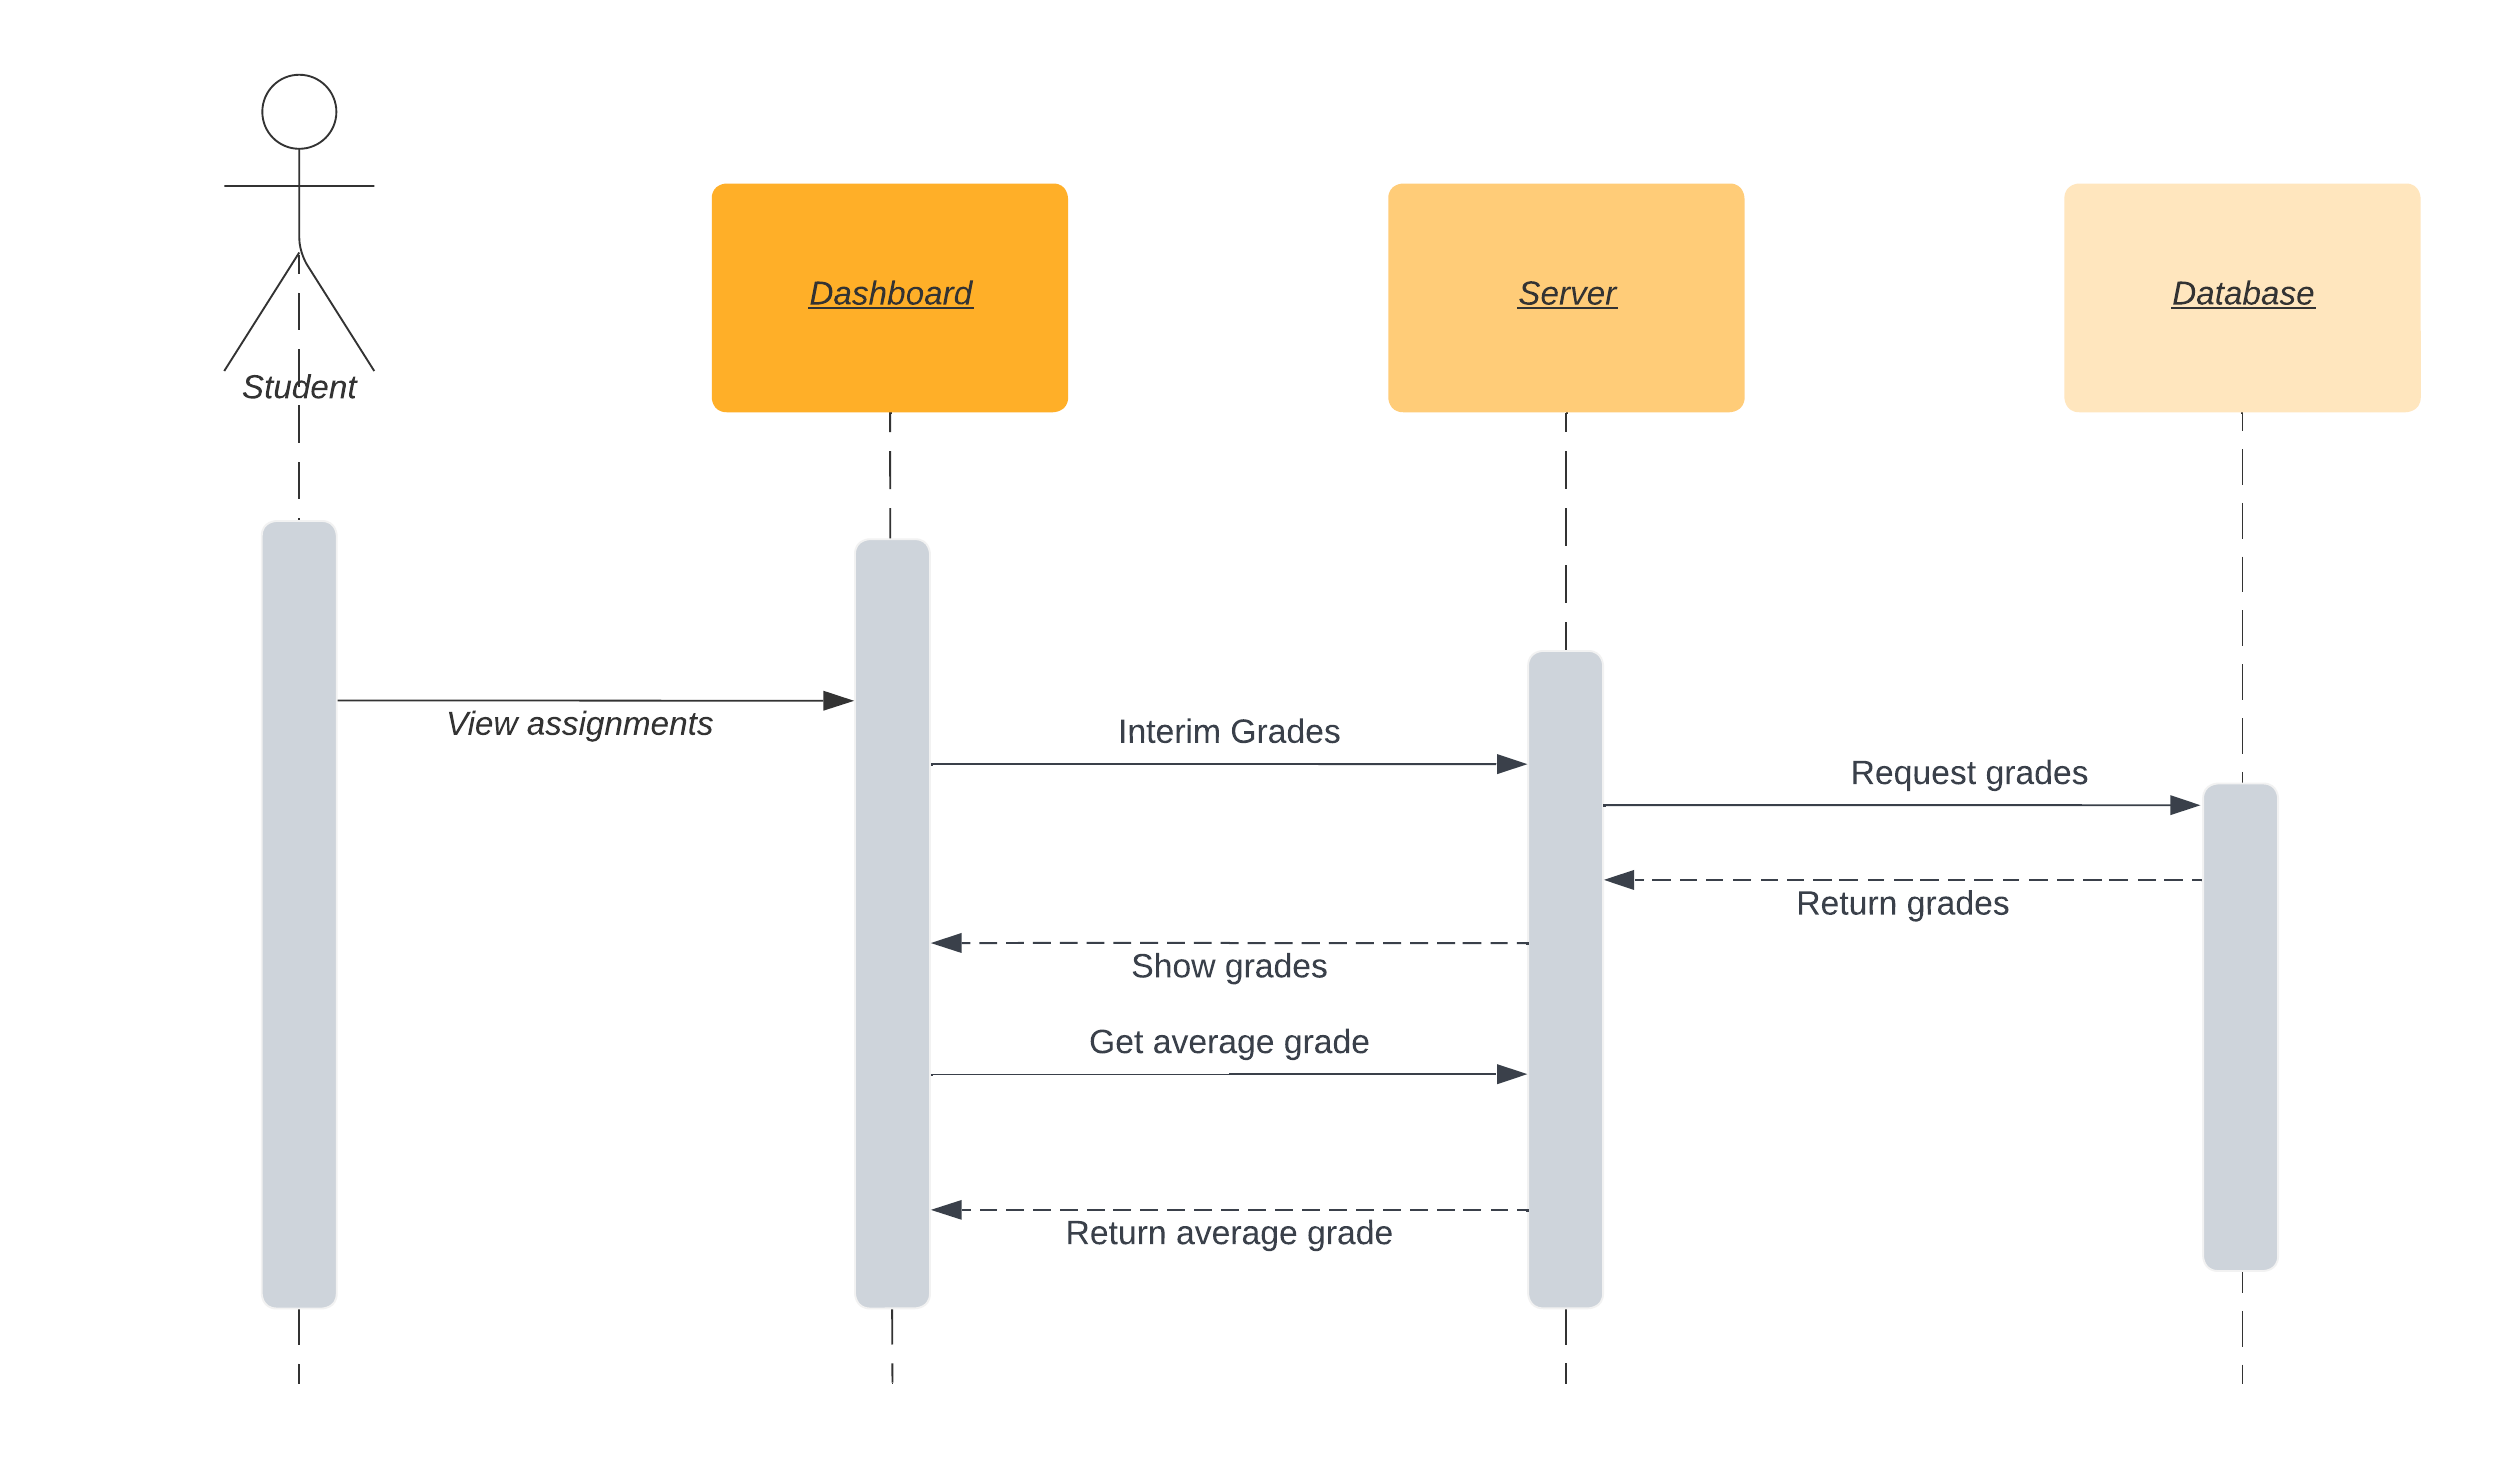 Student
Dashboard
Server
Database
View assignments
Interim Grades
Request grades
Return grades
Show grades
Get average grade
Return average grade